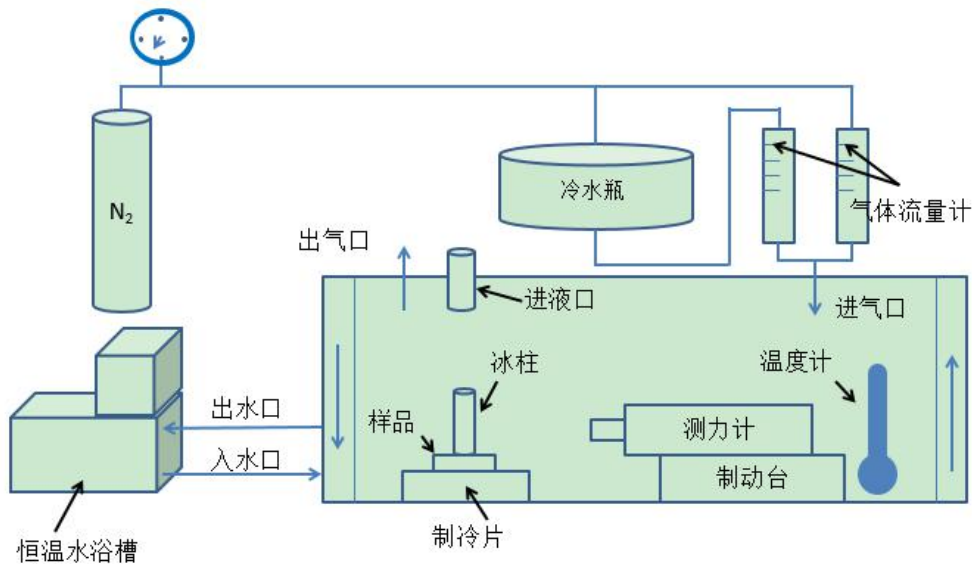 N2
冷水瓶
气体流量计
出气口
进液口
进气口
冰柱
温度计
出水口
样品
测力计
入水口
制动台
制冷片
恒温水浴槽